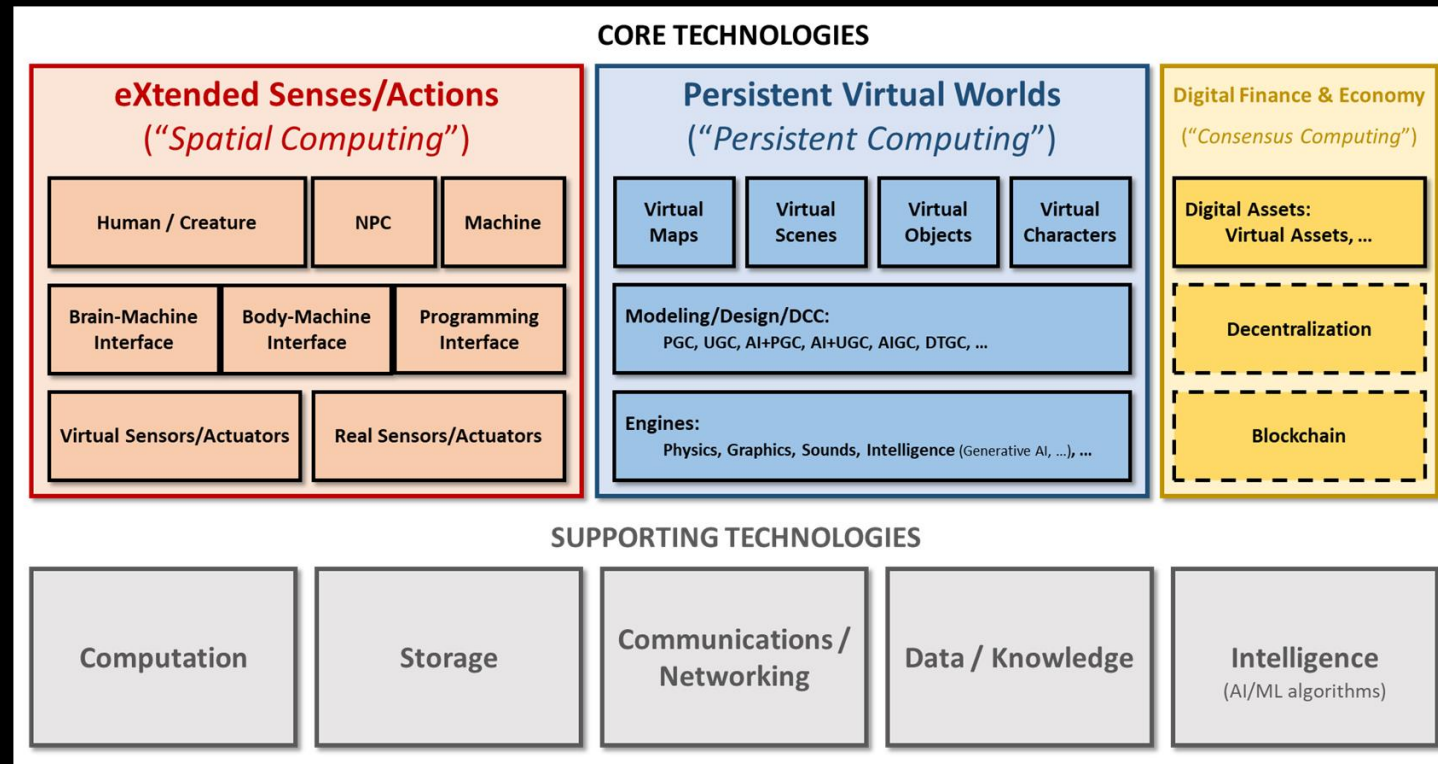 CORE TECHNOLOGIES
eXtended Senses/Actions
(“Spatial Computing”)
Human / Creature
NPC
Machine
Brain-Machine
Interface
Body-Machine
Interface
Programming
Interface
Virtual Sensors/Actuators
Real Sensors/Actuators
Persistent Virtual Worlds
(“Persistent Computing”)
Virtual
Maps
Virtual
Scenes
Virtual
Objects
Virtual
Characters
Modeling/Design/DCC:
PGC, UGC, AI+PGC, AI+UGC, AIGC, DTGC, ...
Engines:
Physics, Graphics, Sounds, Intelligence (Generative AI, ...), ...
Digital Finance & Economy
(“Consensus Computing”)
Digital Assets:
Virtual Assets, ...
Decentralization
Blockchain
SUPPORTING TECHNOLOGIES
Computation
Storage
Communications /
Networking
Data / Knowledge
Intelligence
(AI/ML algorithms)